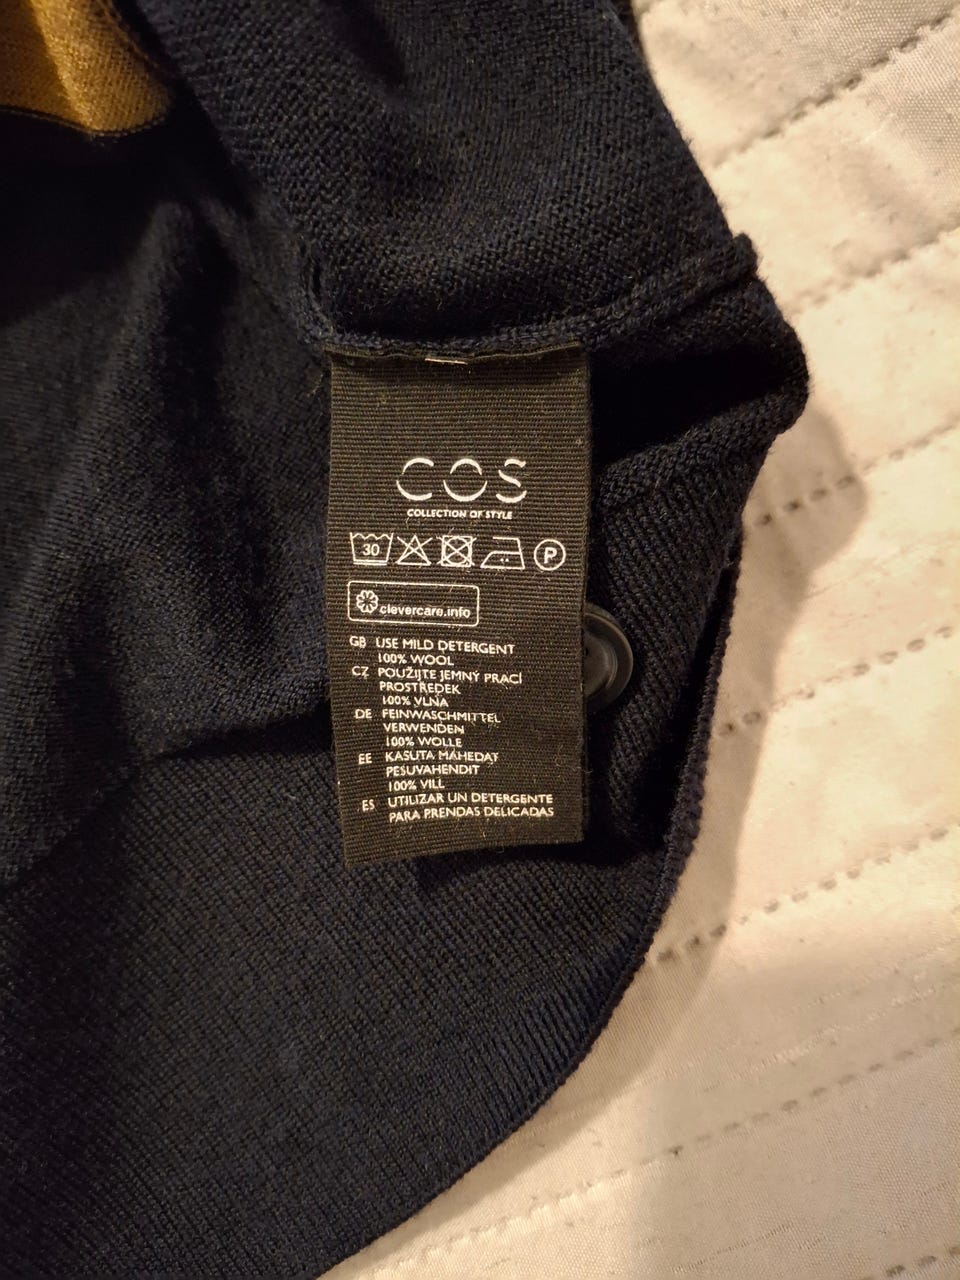 COS
COLLECTION OF STYLE
30 P
clevercare.info
GB USE MILD DETERGENT
100% WOOL
CZ POUŽIJTE JEMNÝ PRACÍ
PROSTŘEDEK
100% VLNA
DE FEINWASCHMITTEL
VERWENDEN
100% WOLLE
EE KASUTA MAHEDAT
PESUVAHENDIT
100% VILL
ES UTILIZAR UN DETERGENTE
PARA PRENDAS DELICADAS